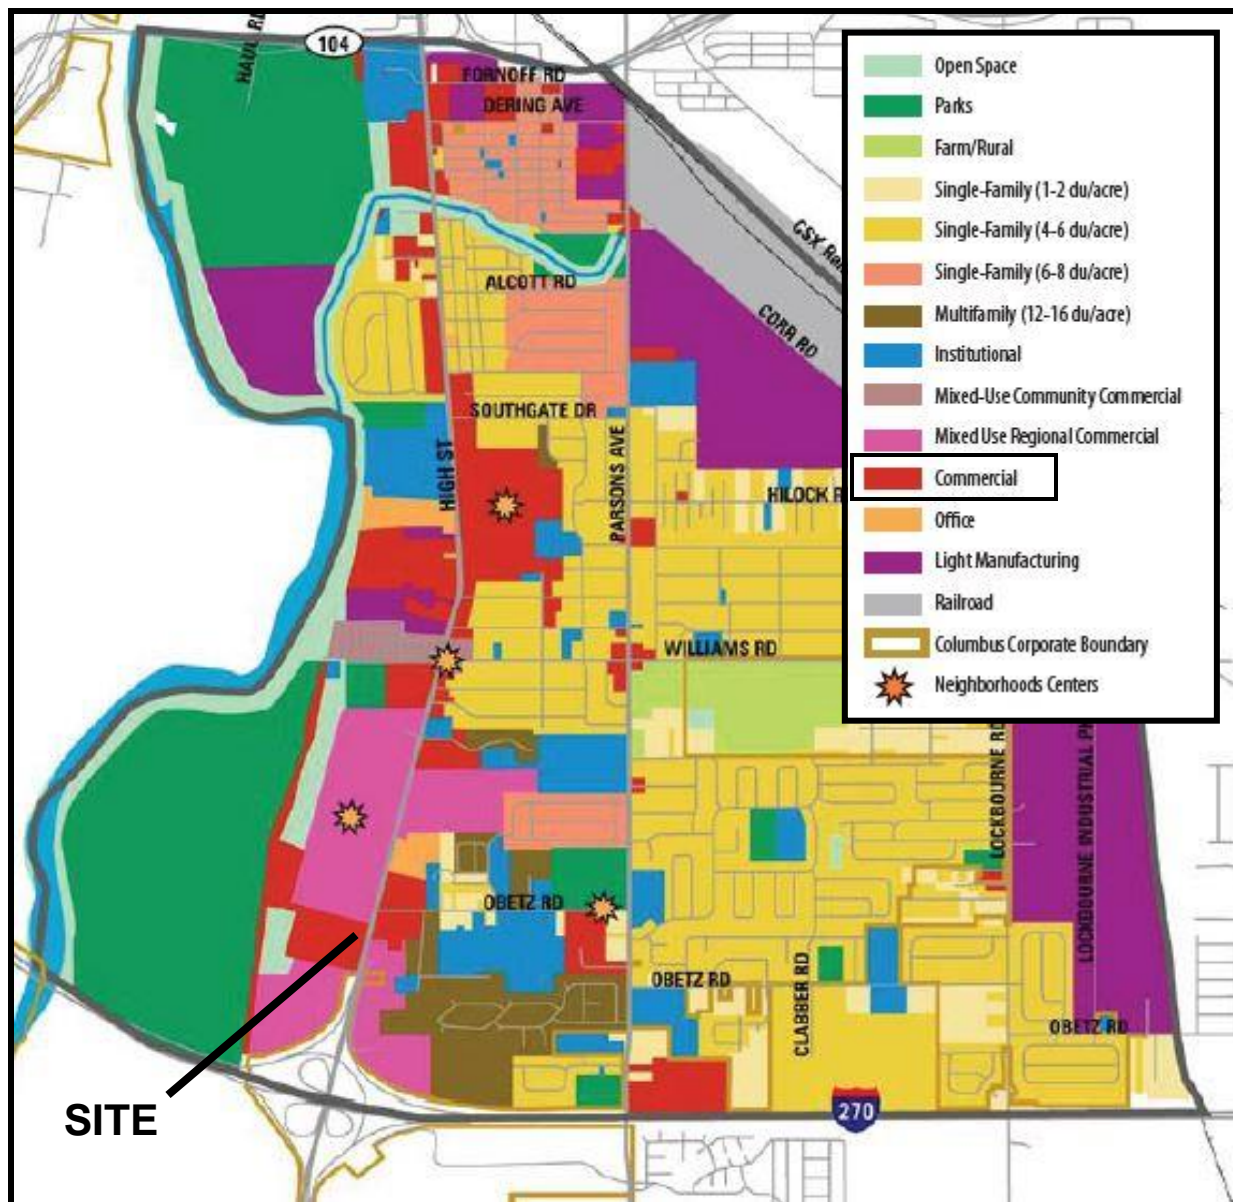 HAUL RD
104
FORNOFF RD
DERING AVE
CSX Rail
ALCOTT RD
CORR RD
SOUTHGATE DR
HIGH ST
PARSONS AVE
HILOCK R
WILLIAMS RD
LOCKBOURNE RD
LOCKBOURNE INDUSTRIAL PK
OBETZ RD
OBETZ RD
CLABBER RD
OBETZ RD
270
SITE
Open Space
Parks
Farm/Rural
Single-Family (1-2 du/acre)
Single-Family (4-6 du/acre)
Single-Family (6-8 du/acre)
Multifamily (12-16 du/acre)
Institutional
Mixed-Use Community Commercial
Mixed Use Regional Commercial
Commercial
Office
Light Manufacturing
Railroad
Columbus Corporate Boundary
Neighborhoods Centers